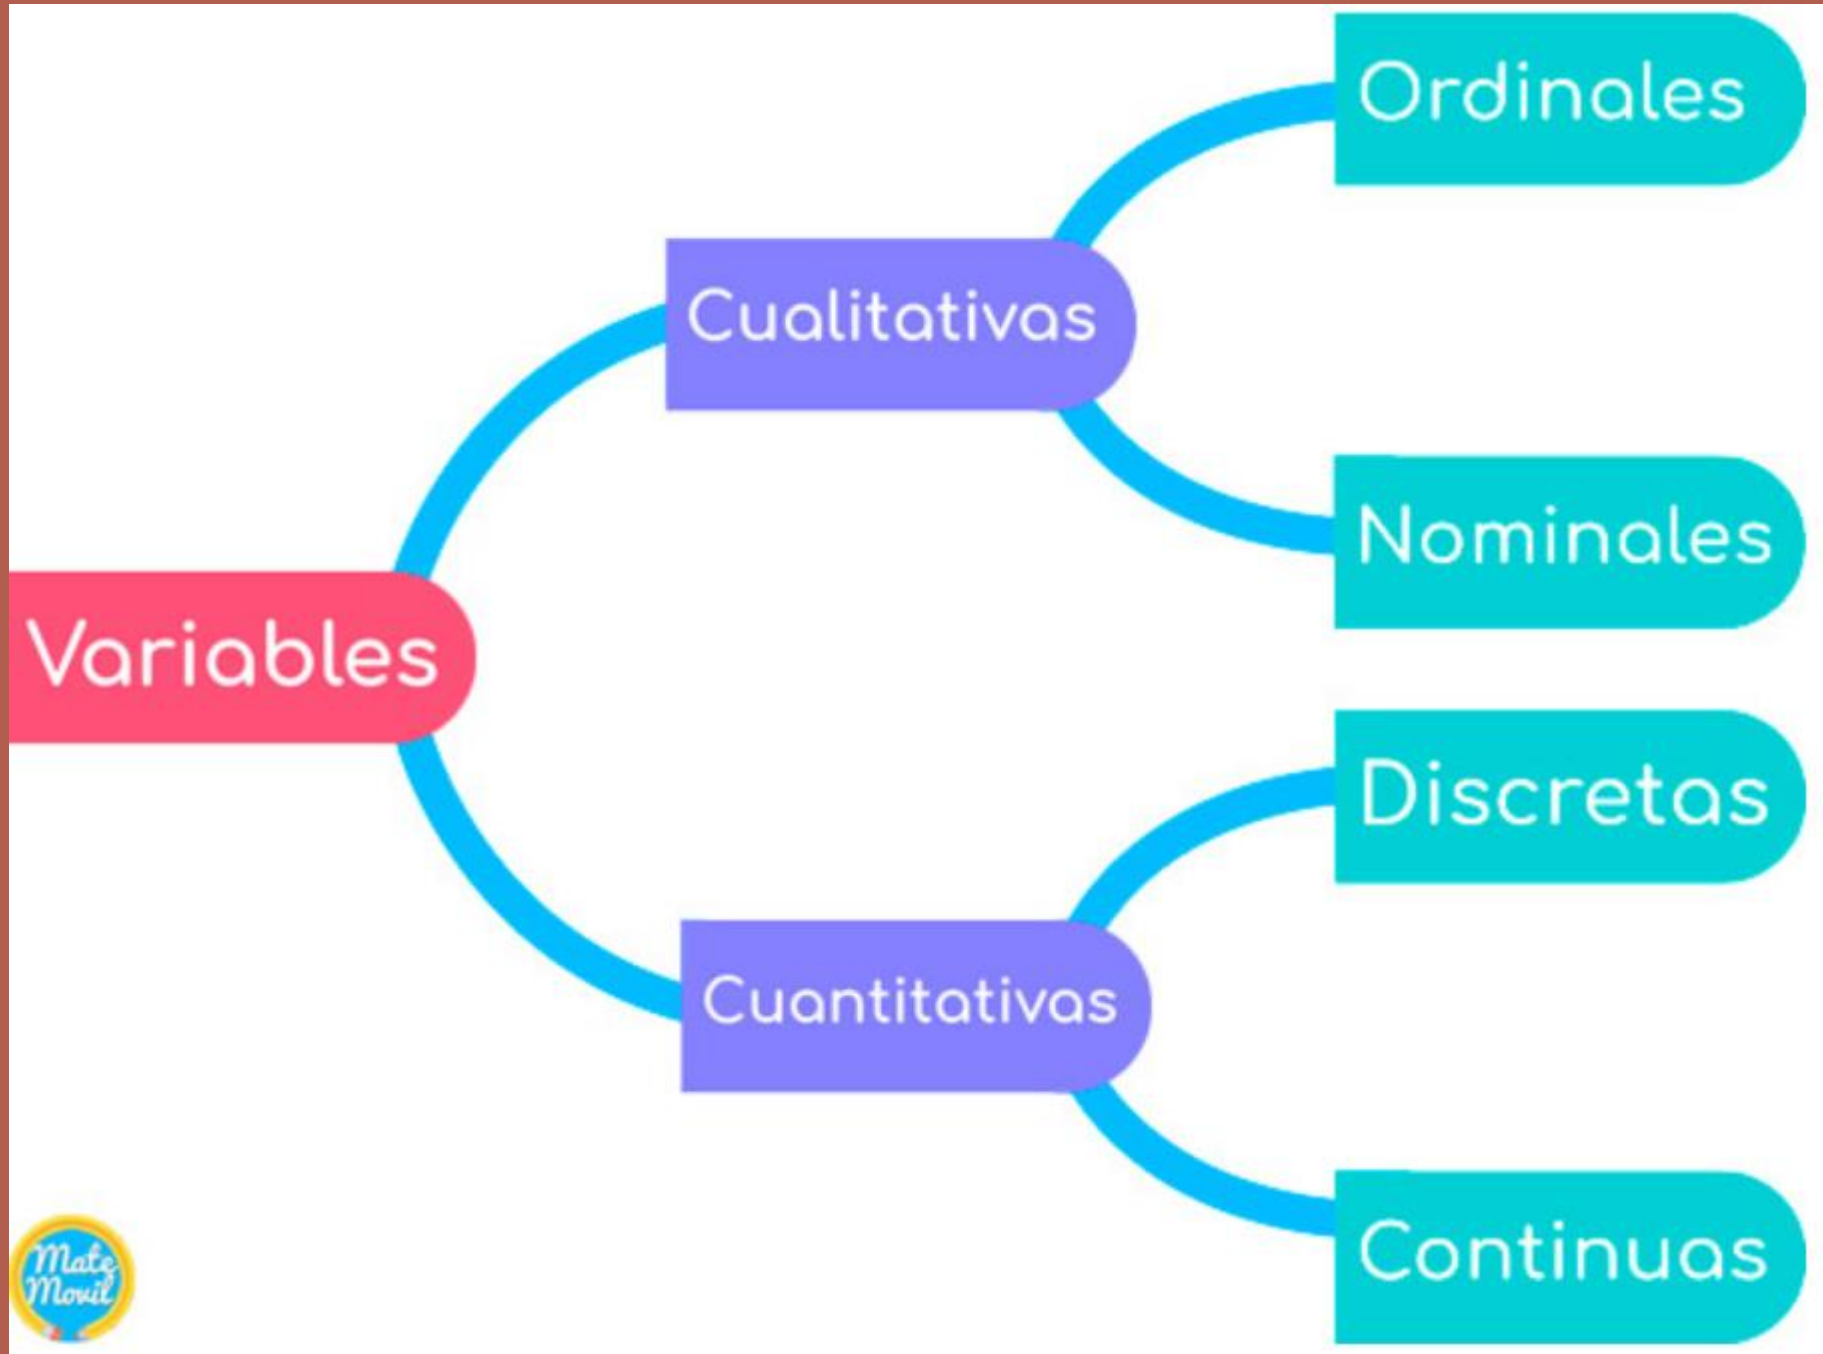 Ordinales
Cualitativas
Nominales
Variables
Discretas
Cuantitativas
Continuas
Mate
Movil